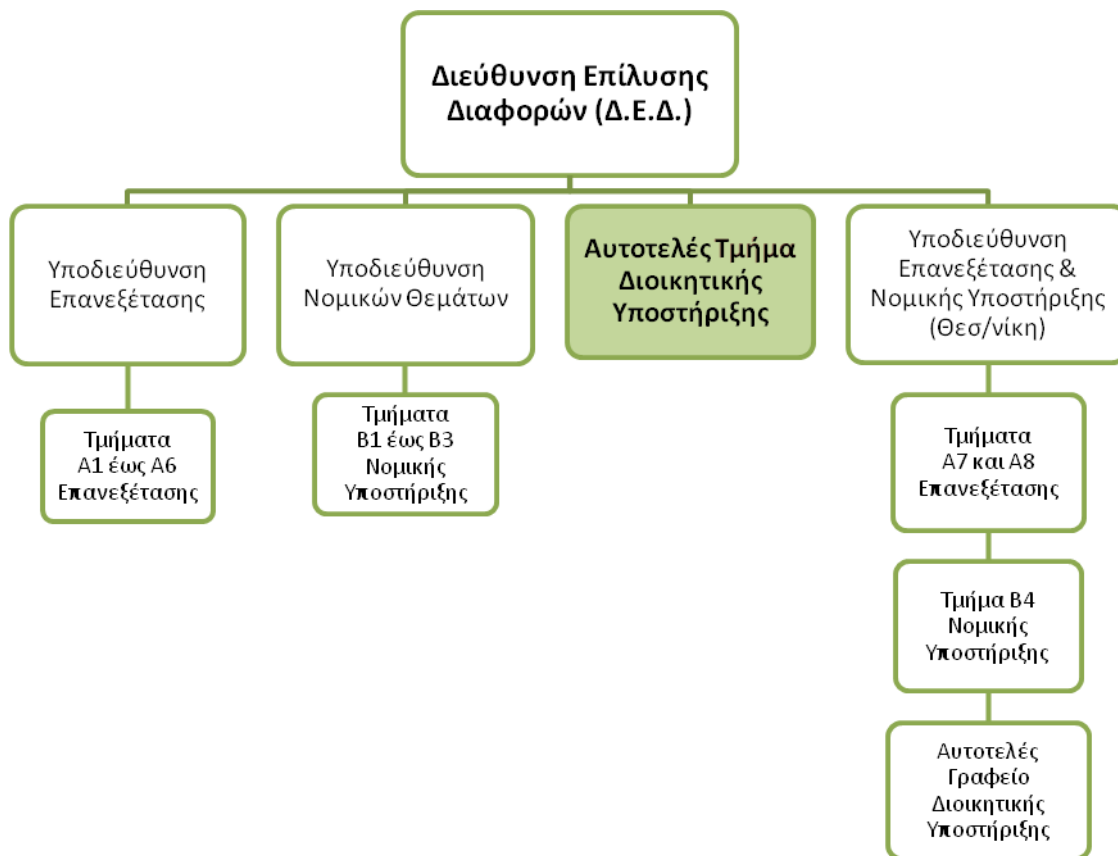 Διεύθυνση Επίλυσης
Διαφορών (Δ.Ε.Δ.)
Υποδιεύθυνση
Επανεξέτασης
Υποδιεύθυνση
Νομικών Θεμάτων
Αυτοτελές Τμήμα
Διοικητικής
Υποστήριξης
Υποδιεύθυνση
Επανεξέτασης &
Νομικής Υποστήριξης
(Θεσ/νίκη)
Τμήματα
Α1 έως Α6
Επανεξέτασης
Τμήματα
Β1 έως Β3
Νομικής
Υποστήριξης
Τμήματα
Α7 και Α8
Επανεξέτασης
Τμήμα Β4
Νομικής
Υποστήριξης
Αυτοτελές
Γραφείο
Διοικητικής
Υποστήριξης